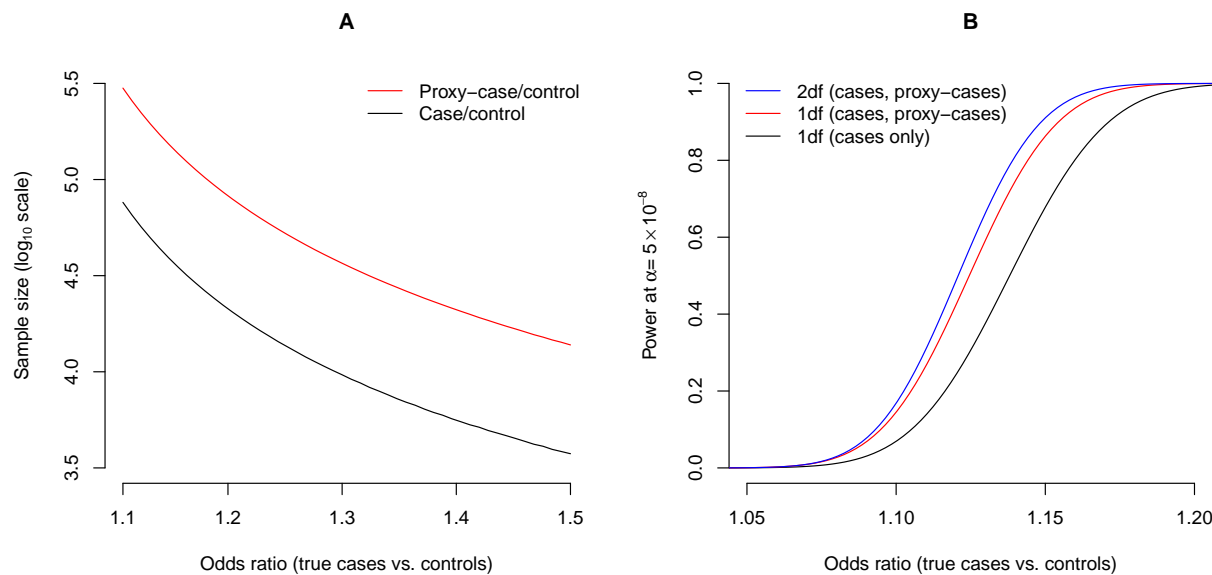 A
Proxy−case/control
Case/control
5.5
5.0
4.5
4.0
3.5
Sample size (log₁₀ scale)
1.1 1.2 1.3 1.4 1.5
Odds ratio (true cases vs. controls)
B
2df (cases, proxy−cases)
1df (cases, proxy−cases)
1df (cases only)
1.0
0.8
0.6
0.4
0.2
0.0
Power at α= 5 × 10⁻⁸
1.05 1.10 1.15 1.20
Odds ratio (true cases vs. controls)